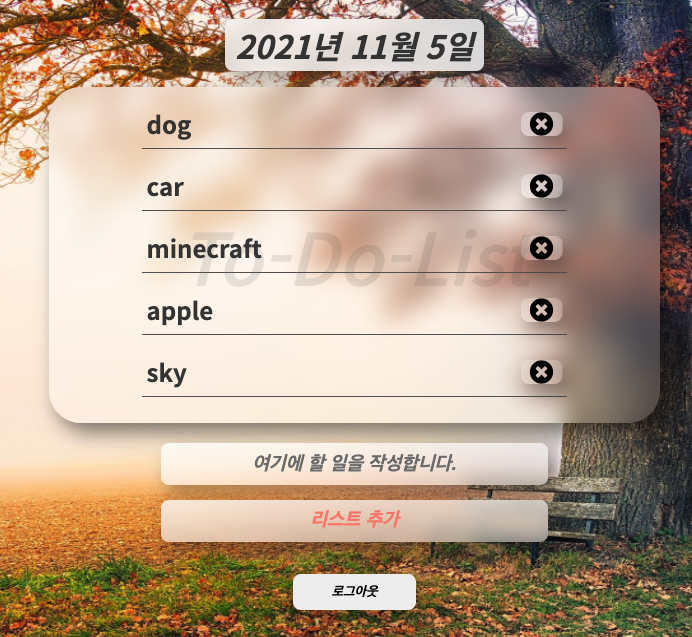 2021년 11월 5일
dog
car
minecraft
To-Do-List
apple
sky
여기에 할 일을 작성합니다.
리스트 추가
로그아웃